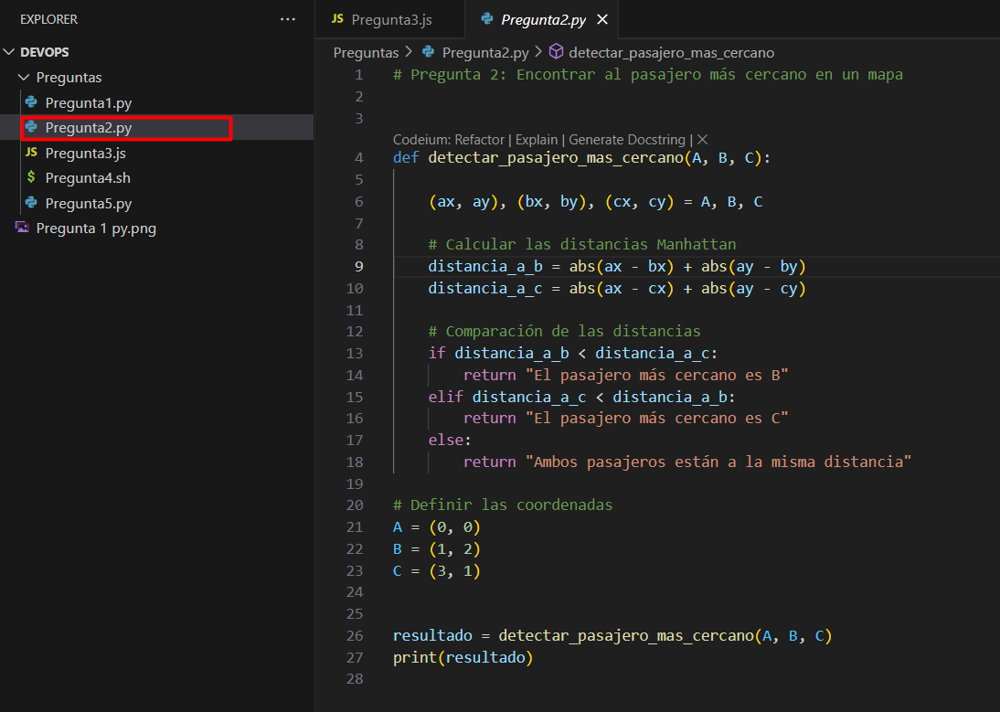 EXPLORER
DEVOPS
Preguntas
Pregunta1.py
Pregunta2.py
JS Pregunta3.js
$ Pregunta4.sh
Pregunta5.py
Pregunta 1 py.png
JS Pregunta3.js
Pregunta2.py
Preguntas > Pregunta2.py > detectar_pasajero_mas_cercano
1 # Pregunta 2: Encontrar al pasajero más cercano en un mapa
2
3
Codeium: Refactor | Explain | Generate Docstring | ×
4 def detectar_pasajero_mas_cercano(A, B, C):
5
6 (ax, ay), (bx, by), (cx, cy) = A, B, C
7
8 # Calcular las distancias Manhattan
9 distancia_a_b = abs(ax - bx) + abs(ay - by)
10 distancia_a_c = abs(ax - cx) + abs(ay - cy)
11
12 # Comparación de las distancias
13 if distancia_a_b < distancia_a_c:
14 return "El pasajero más cercano es B"
15 elif distancia_a_c < distancia_a_b:
16 return "El pasajero más cercano es C"
17 else:
18 return "Ambos pasajeros están a la misma distancia"
19
20 # Definir las coordenadas
21 A = (0, 0)
22 B = (1, 2)
23 C = (3, 1)
24
25
26 resultado = detectar_pasajero_mas_cercano(A, B, C)
27 print(resultado)
28